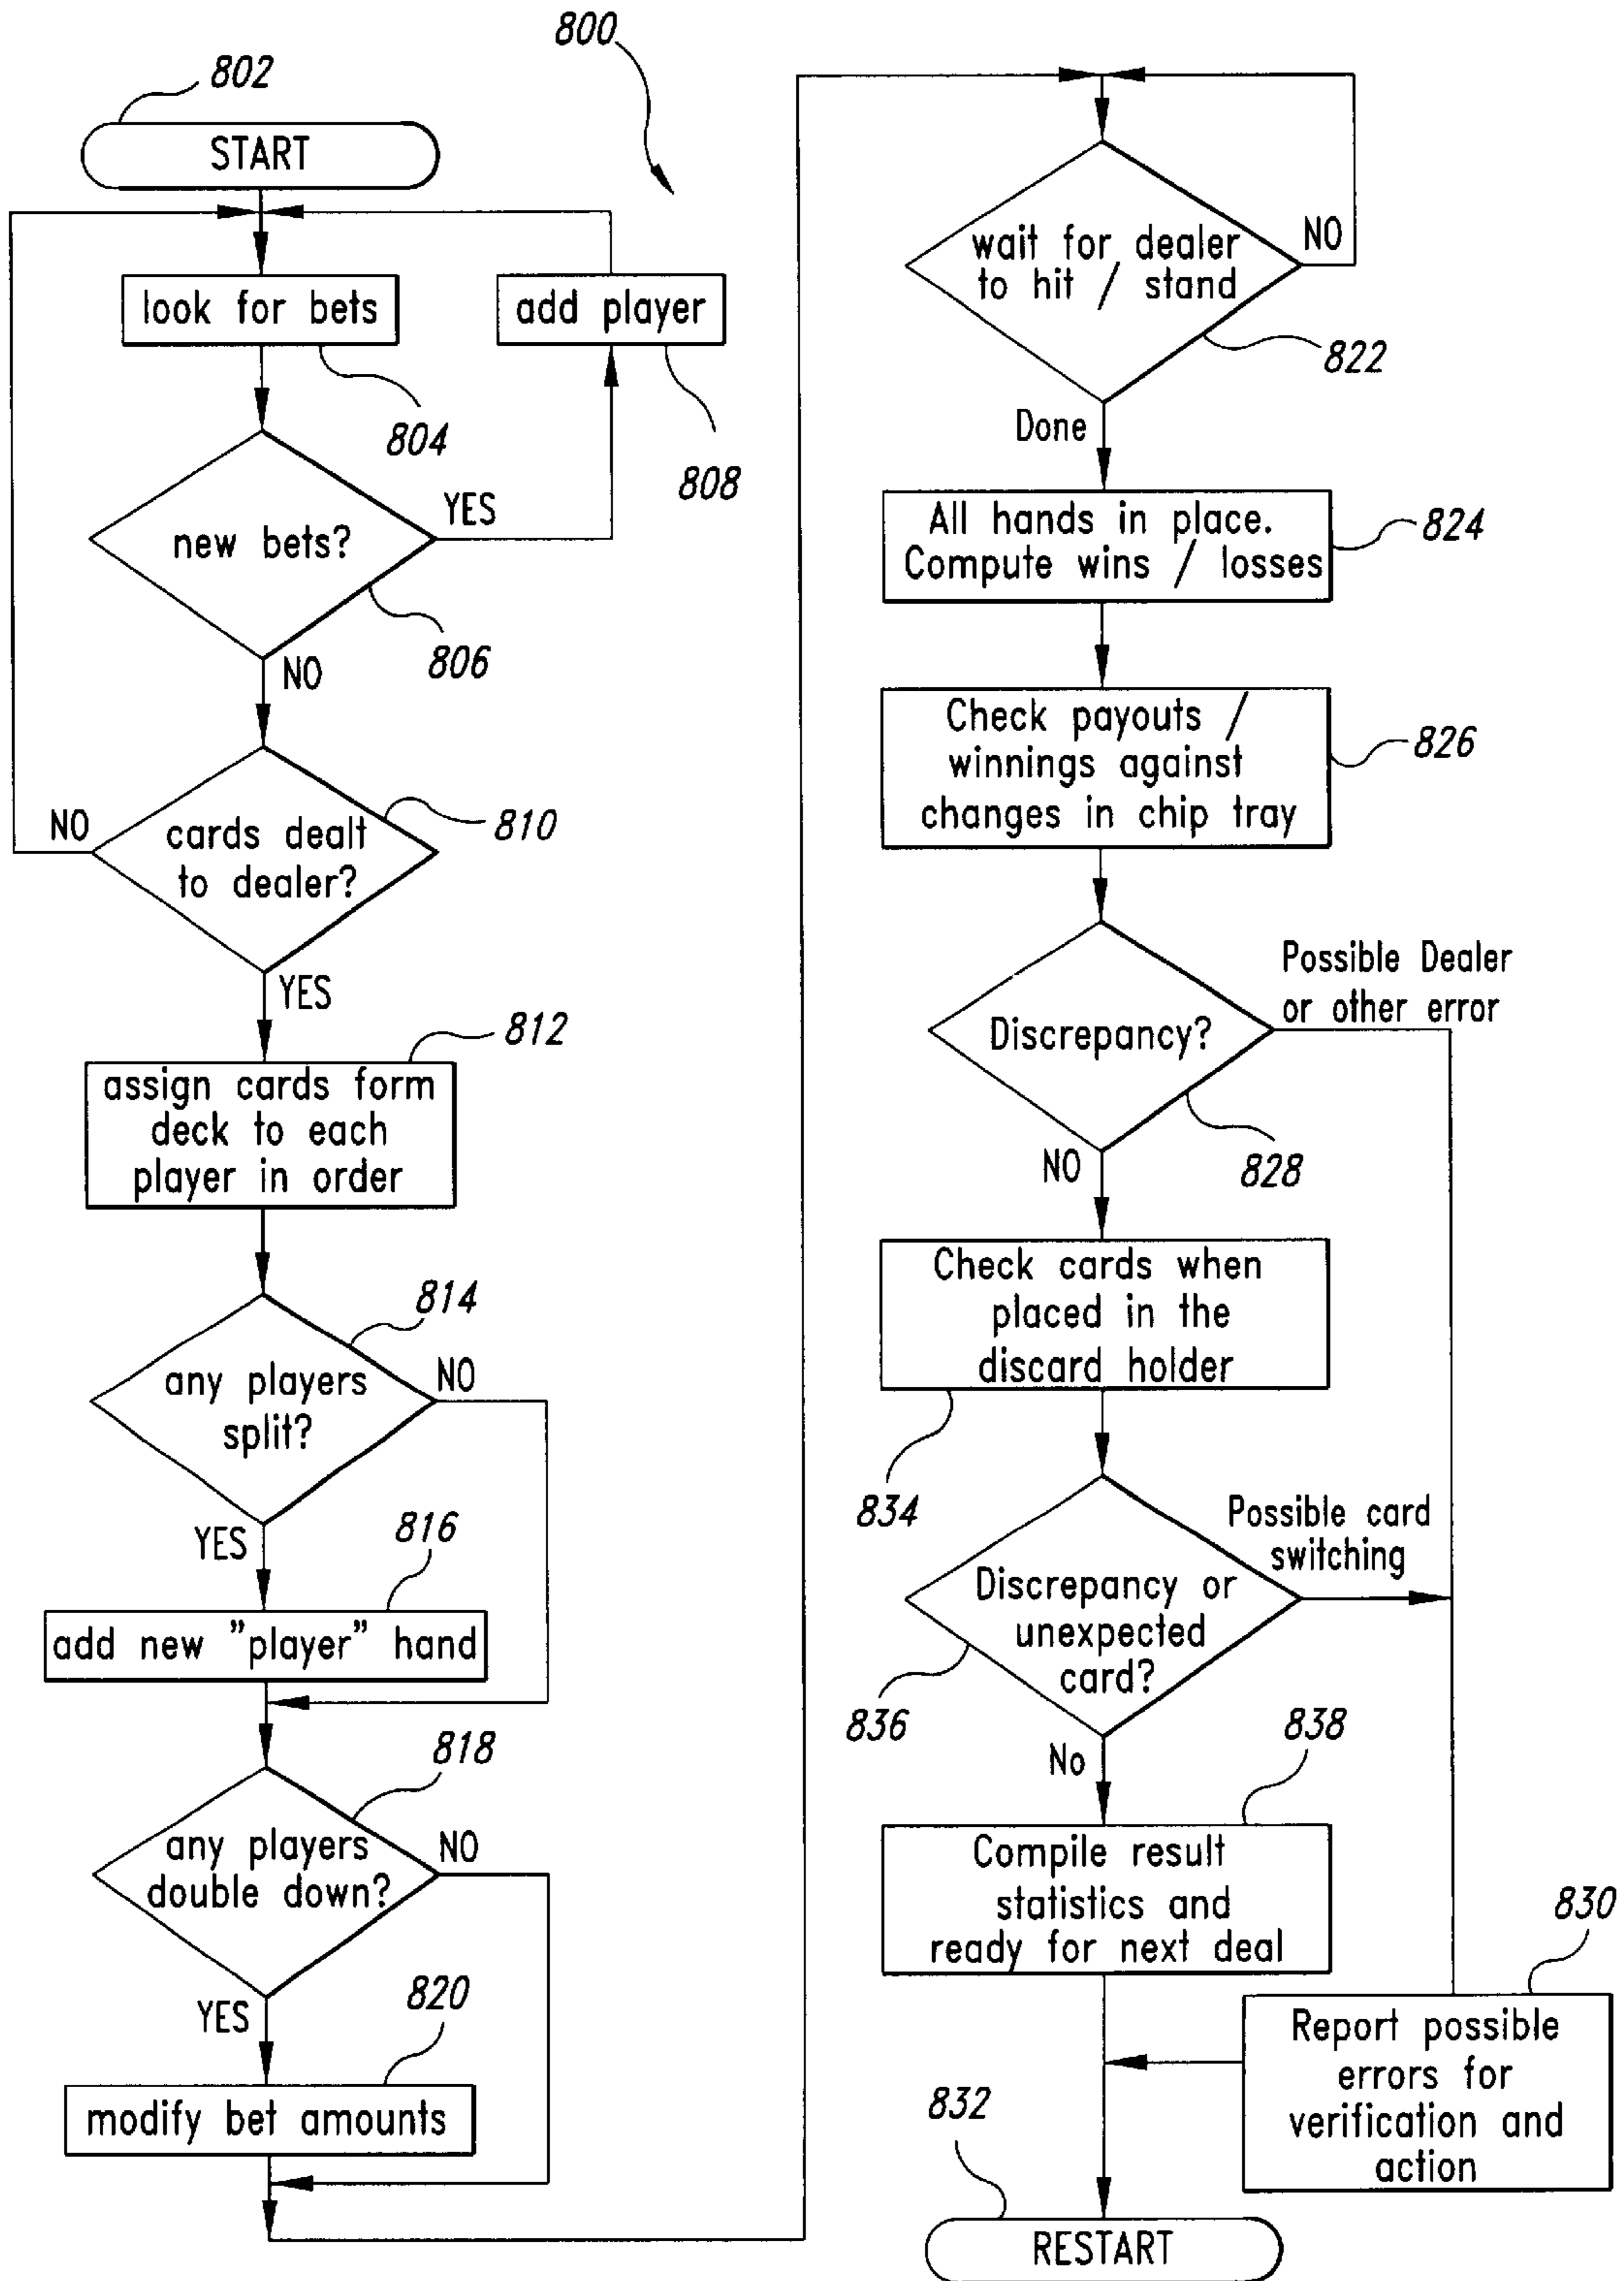 800
802
START
look for bets
804
add player
808
new bets?
YES
806
NO
cards dealt
to dealer?
NO
810
YES
812
assign cards form
deck to each
player in order
814
any players
split?
NO
YES
816
add new "player" hand
818
any players
double down?
NO
YES
820
modify bet amounts
wait for dealer
to hit / stand
NO
822
Done
All hands in place.
Compute wins / losses
824
Check payouts /
winnings against
changes in chip tray
826
Possible Dealer
or other error
Discrepancy?
828
NO
Check cards when
placed in the
discard holder
834
Possible card
switching
Discrepancy or
unexpected
card?
836
No
838
Compile result
statistics and
ready for next deal
830
Report possible
errors for
verification and
action
832
RESTART